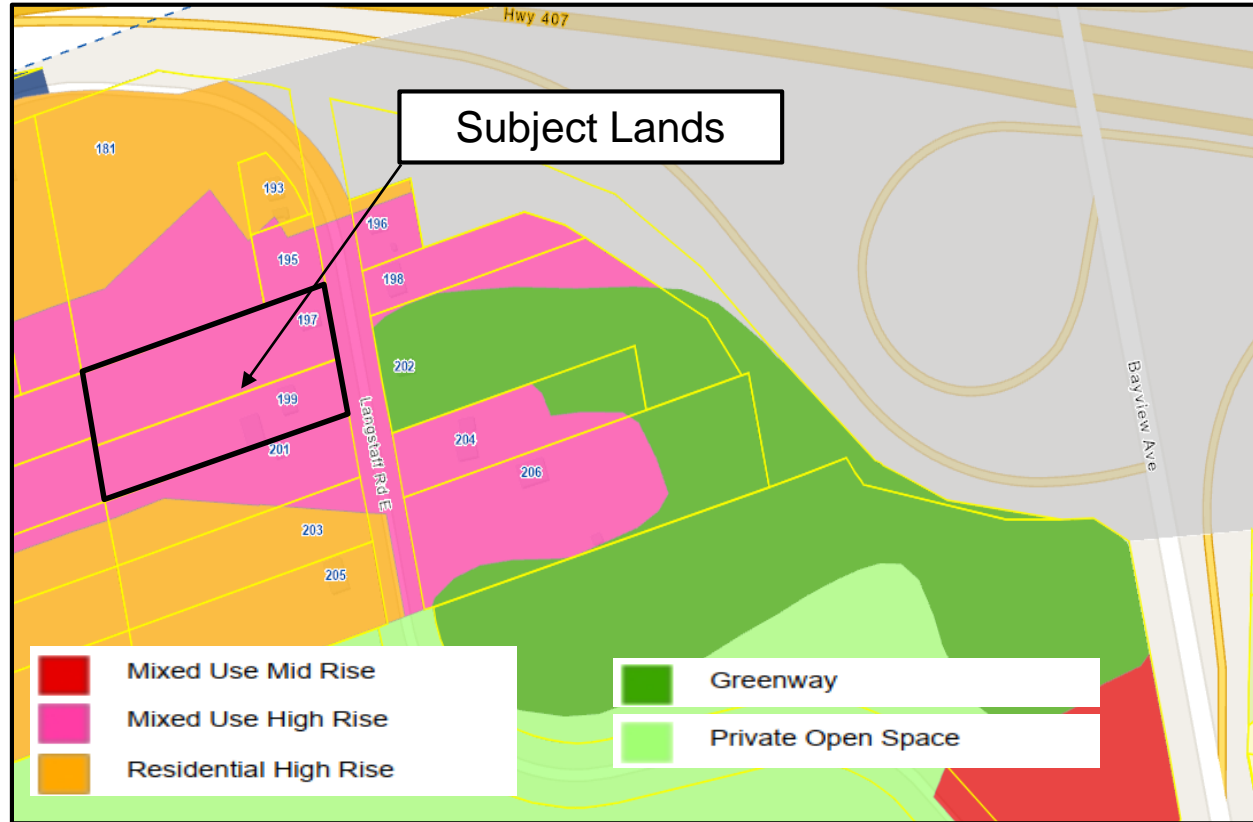 Hwy 407
Subject Lands
181
193
196
195
198
197
202
Bayview Ave
199
Langstaff Rd E
204
201
206
203
205
Mixed Use Mid Rise
Mixed Use High Rise
Residential High Rise
Greenway
Private Open Space